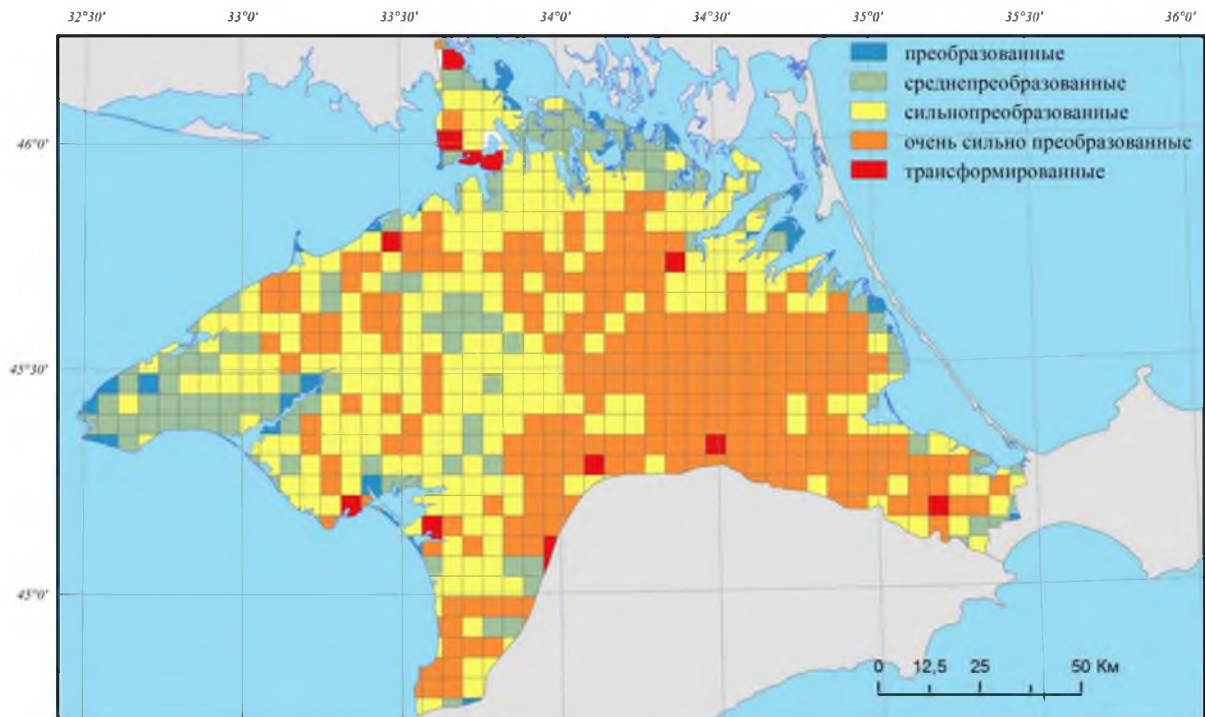 32°30' 33°0' 33°30' 34°0' 34°30' 35°0' 35°30' 36°0'
преобразованные
среднепреобразованные
сильнопреобразованные
46°0'
очень сильно преобразованные
трансформированные
45°30'
45°0'
0 12,5 25 50 Км